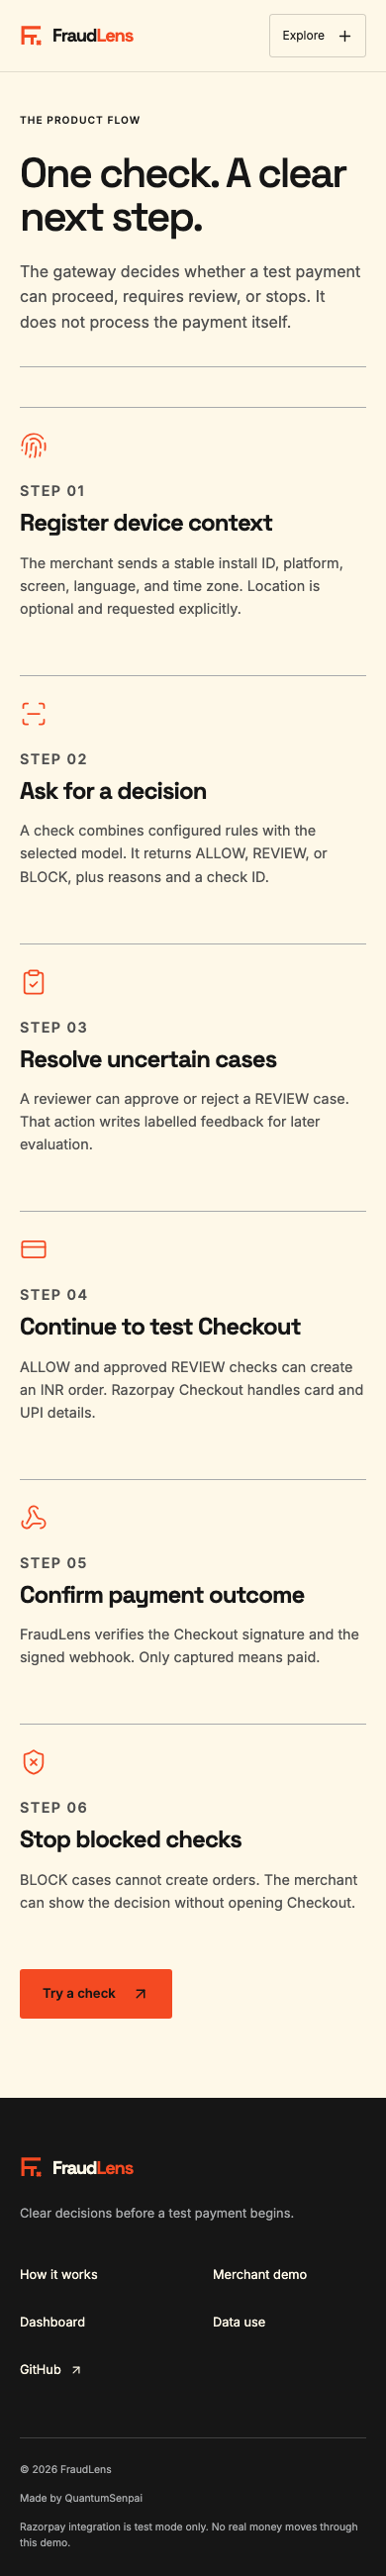 FraudLens
Explore
THE PRODUCT FLOW
One check. A clear
next step.
The gateway decides whether a test payment
can proceed, requires review, or stops. It
does not process the payment itself.
STEP 01
Register device context
The merchant sends a stable install ID, platform,
screen, language, and time zone. Location is
optional and requested explicitly.
STEP 02
Ask for a decision
A check combines configured rules with the
selected model. It returns ALLOW, REVIEW, or
BLOCK, plus reasons and a check ID.
STEP 03
Resolve uncertain cases
A reviewer can approve or reject a REVIEW case.
That action writes labelled feedback for later
evaluation.
STEP 04
Continue to test Checkout
ALLOW and approved REVIEW checks can create
an INR order. Razorpay Checkout handles card and
UPI details.
STEP 05
Confirm payment outcome
FraudLens verifies the Checkout signature and the
signed webhook. Only captured means paid.
STEP 06
Stop blocked checks
BLOCK cases cannot create orders. The merchant
can show the decision without opening Checkout.
Try a check
FraudLens
Clear decisions before a test payment begins.
How it works
Merchant demo
Dashboard
Data use
GitHub
© 2026 FraudLens
Made by QuantumSenpai
Razorpay integration is test mode only. No real money moves through
this demo.